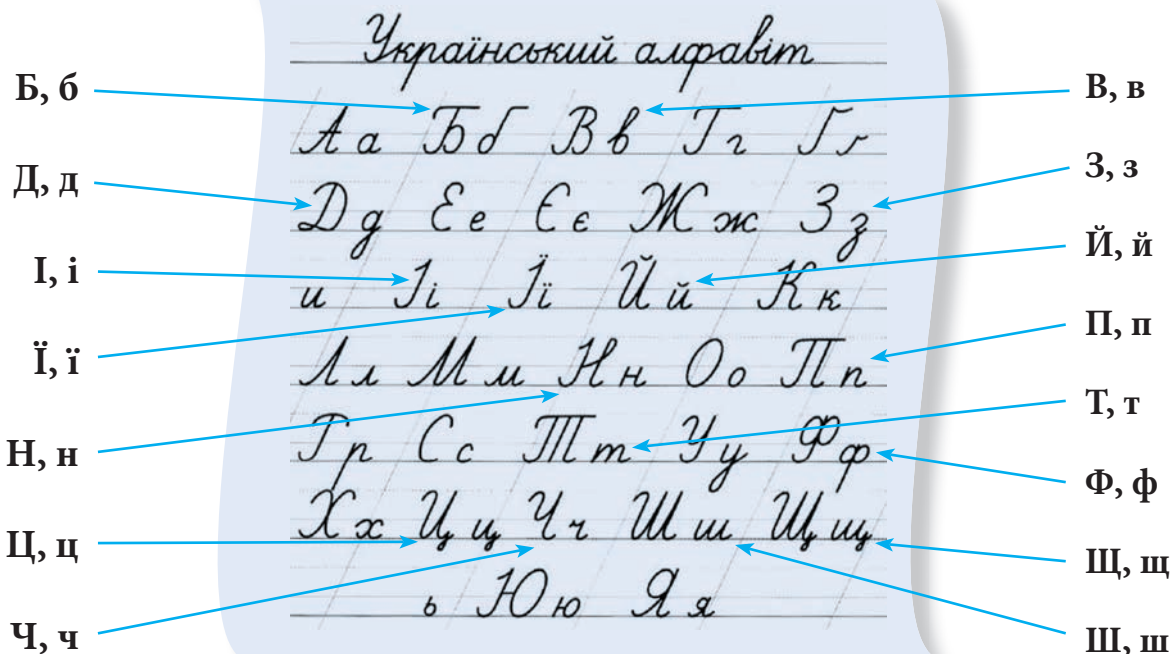 Український алфавіт
Б, б
Д, д
І, і
Ї, ї
Н, н
Ц, ц
Ч, ч
Аа Бб Вв Гг Ґґ
Дд Ее Єє Жж Зз
и Іі Її Йй Кк
Лл Мм Нн Оо Пп
Рр Сс Тт Уу Фф
Хх Цц Чч Шш Щщ
ь Юю Яя
В, в
З, з
Й, й
П, п
Т, т
Ф, ф
Щ, щ
Ш, ш